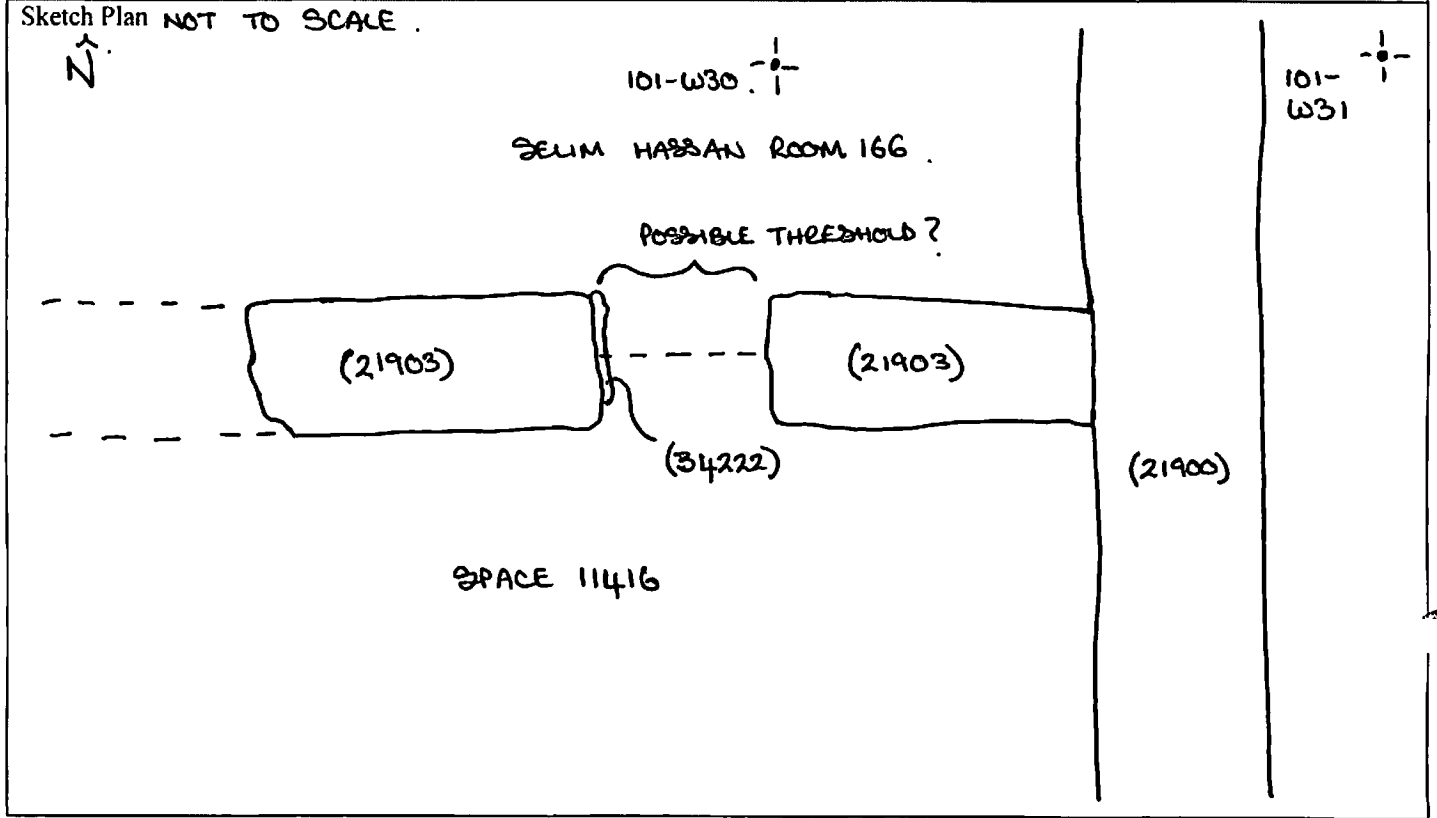 Sketch Plan NOT TO SCALE.
N
101-W30.
101-
W31
SELIM HASSAN ROOM 166.
POSSIBLE THRESHOLD?
(21903)
(21903)
(34222)
(21900)
SPACE 11416